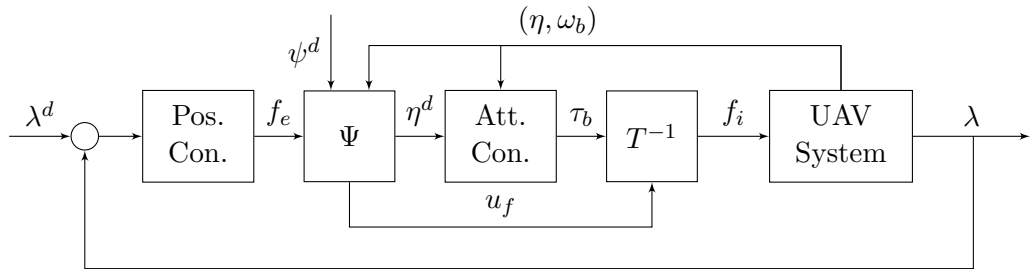 (η, ω_b)
ψ^d
λ^d
Pos.
Con.
f_e
Ψ
η^d
Att.
Con.
τ_b
T^{-1}
f_i
UAV
System
λ
u_f